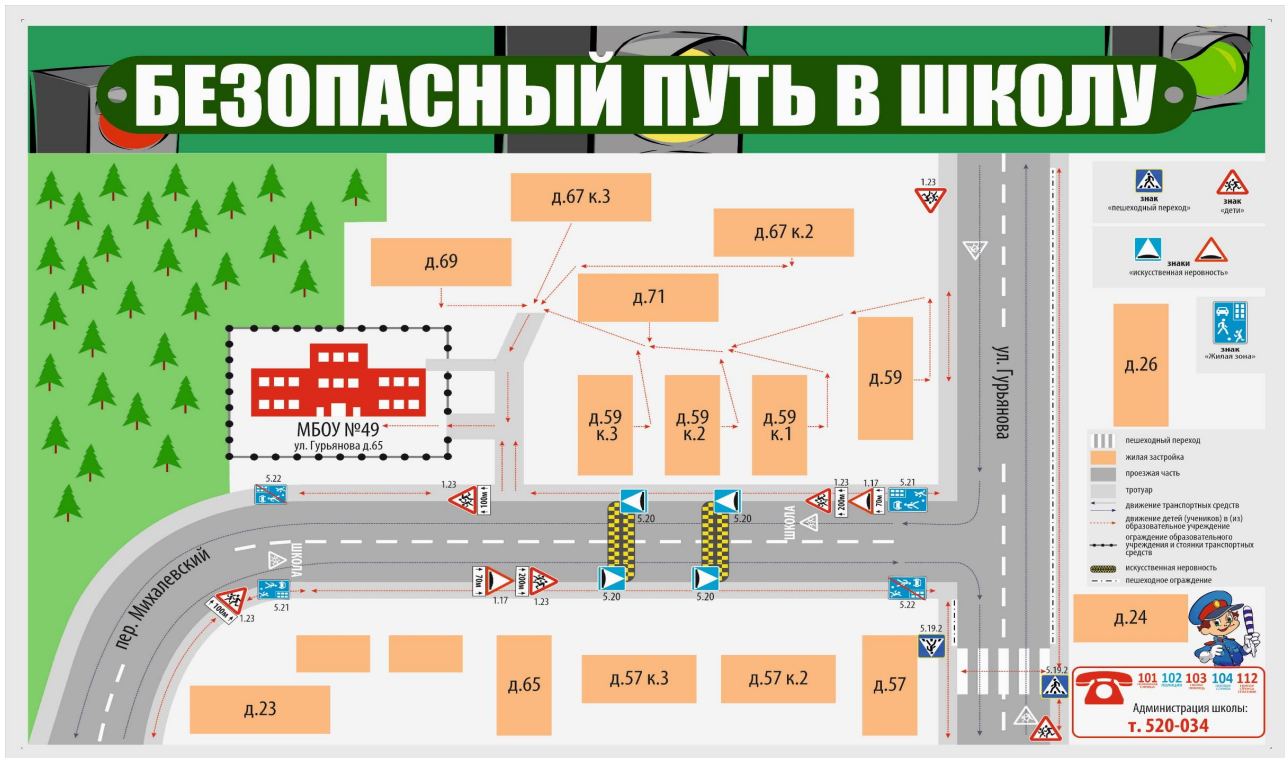 БЕЗОПАСНЫЙ ПУТЬ В ШКОЛУ
1.23
знак
«пешеходный переход»
знак
«дети»
знаки
«искусственная неровность»
знак
«Жилая зона»
д.67 к.3
д.67 к.2
д.69
д.71
д.59
д.59
к.3
д.59
к.2
д.59
к.1
д.26
ул. Гурьянова
МБОУ №49
ул. Гурьянова д.65
пешеходный переход
жилая застройка
проезжая часть
тротуар
движение транспортных средств
движение детей (учеников) в (из)
образовательное учреждение
ограждение образовательного
учреждения и стоянки транспортных
средств
искусственная неровность
пешеходное ограждение
5.22
1.23
100м
5.20
5.20
1.23
200м
1.17
70м
5.21
ШКОЛА
ШКОЛА
пер. Михалевский
5.21
100м
1.23
70м
1.17
200м
1.23
5.20
5.20
5.22
5.19.2
5.19.2
д.23
д.65
д.57 к.3
д.57 к.2
д.57
д.24
101 102 103 104 112
Администрация школы:
т. 520-034